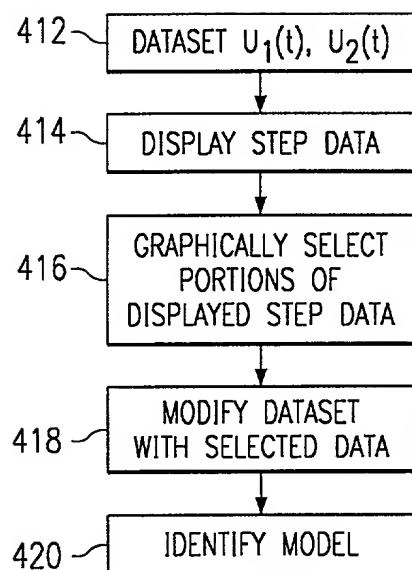 412
DATASET U1(t), U2(t)
414
DISPLAY STEP DATA
416
GRAPHICALLY SELECT
PORTIONS OF
DISPLAYED STEP DATA
418
MODIFY DATASET
WITH SELECTED DATA
420
IDENTIFY MODEL